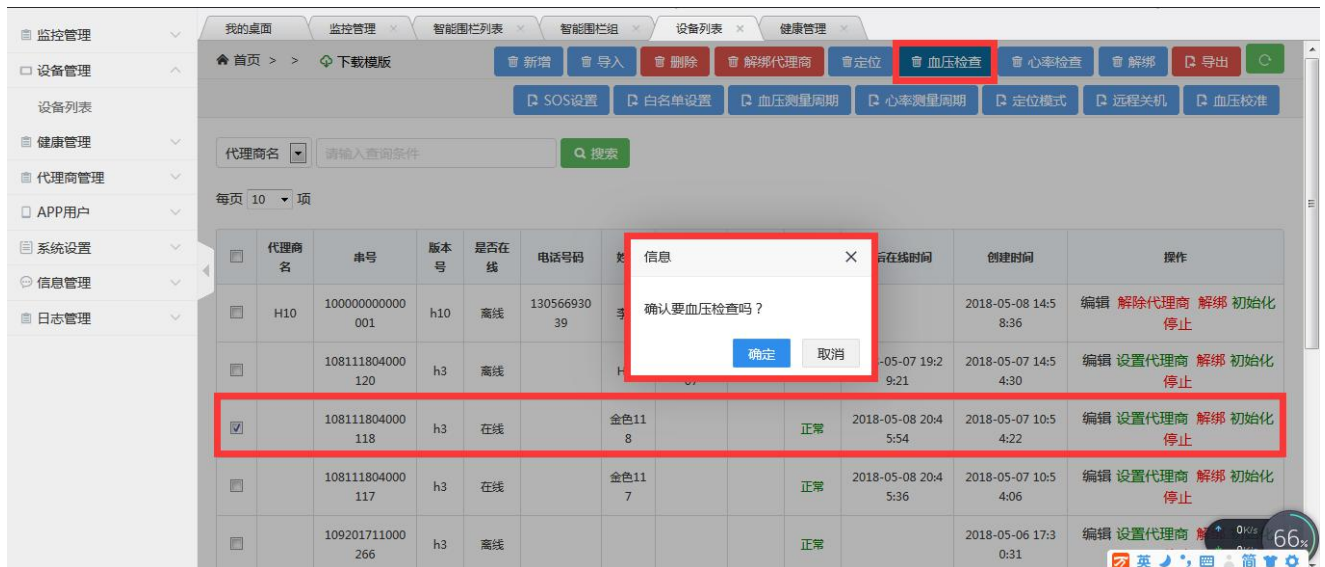 我的桌面 监控管理 × 智能围栏列表 × 智能围栏组 × 设备列表 × 健康管理 ×
监控管理
设备管理
设备列表
健康管理
代理商管理
APP用户
系统设置
信息管理
日志管理
首页 > > 下载模版 新增 导入 删除 解绑代理商 定位 血压检查 心率检查 解绑 导出
SOS设置 白名单设置 血压测量周期 心率测量周期 定位模式 远程关机 血压校准
代理商名 请输入查询条件 搜索
每页 10 项
代理商名 串号 版本号 是否在线 电话号码 后在线时间 创建时间 操作
H10 100000000000001 h10 离线 13056693039 2018-05-08 14:58:36 编辑 解除代理商 解绑 初始化 停止
108111804000120 h3 离线 -05-07 19:29:21 2018-05-07 14:54:30 编辑 设置代理商 解绑 初始化 停止
108111804000118 h3 在线 金色118 正常 2018-05-08 20:45:54 2018-05-07 10:54:22 编辑 设置代理商 解绑 初始化 停止
108111804000117 h3 在线 金色117 正常 2018-05-08 20:45:36 2018-05-07 10:54:06 编辑 设置代理商 解绑 初始化 停止
109201711000266 h3 离线 正常 2018-05-06 17:30:31 编辑 设置代理商
信息 ×
确认要血压检查吗？
确定 取消
0K/s
66%
英 简